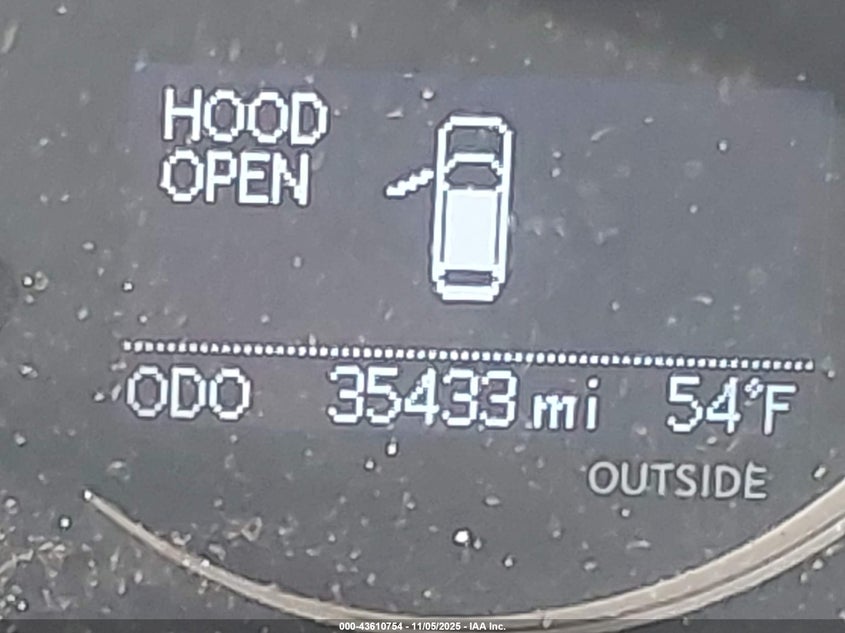 HOOD
OPEN
ODO 35433 mi 54°F
OUTSIDE
000-43610754 - 11/05/2025 - IAA Inc.